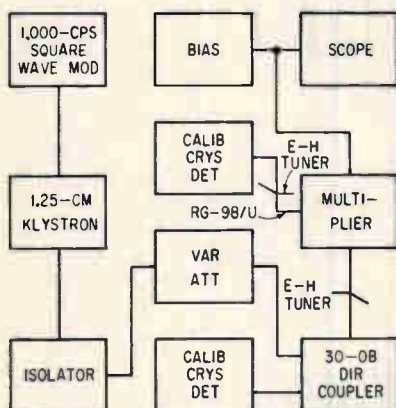 1,000-CPS
SQUARE
WAVE MOD
BIAS
SCOPE
CALIB
CRYS
DET
E-H
TUNER
RG-98/U
1.25-CM
KLYSTRON
MULTI-
PLIER
VAR
ATT
E-H
TUNER
ISOLATOR
CALIB
CRYS
DET
30-DB
DIR
COUPLER